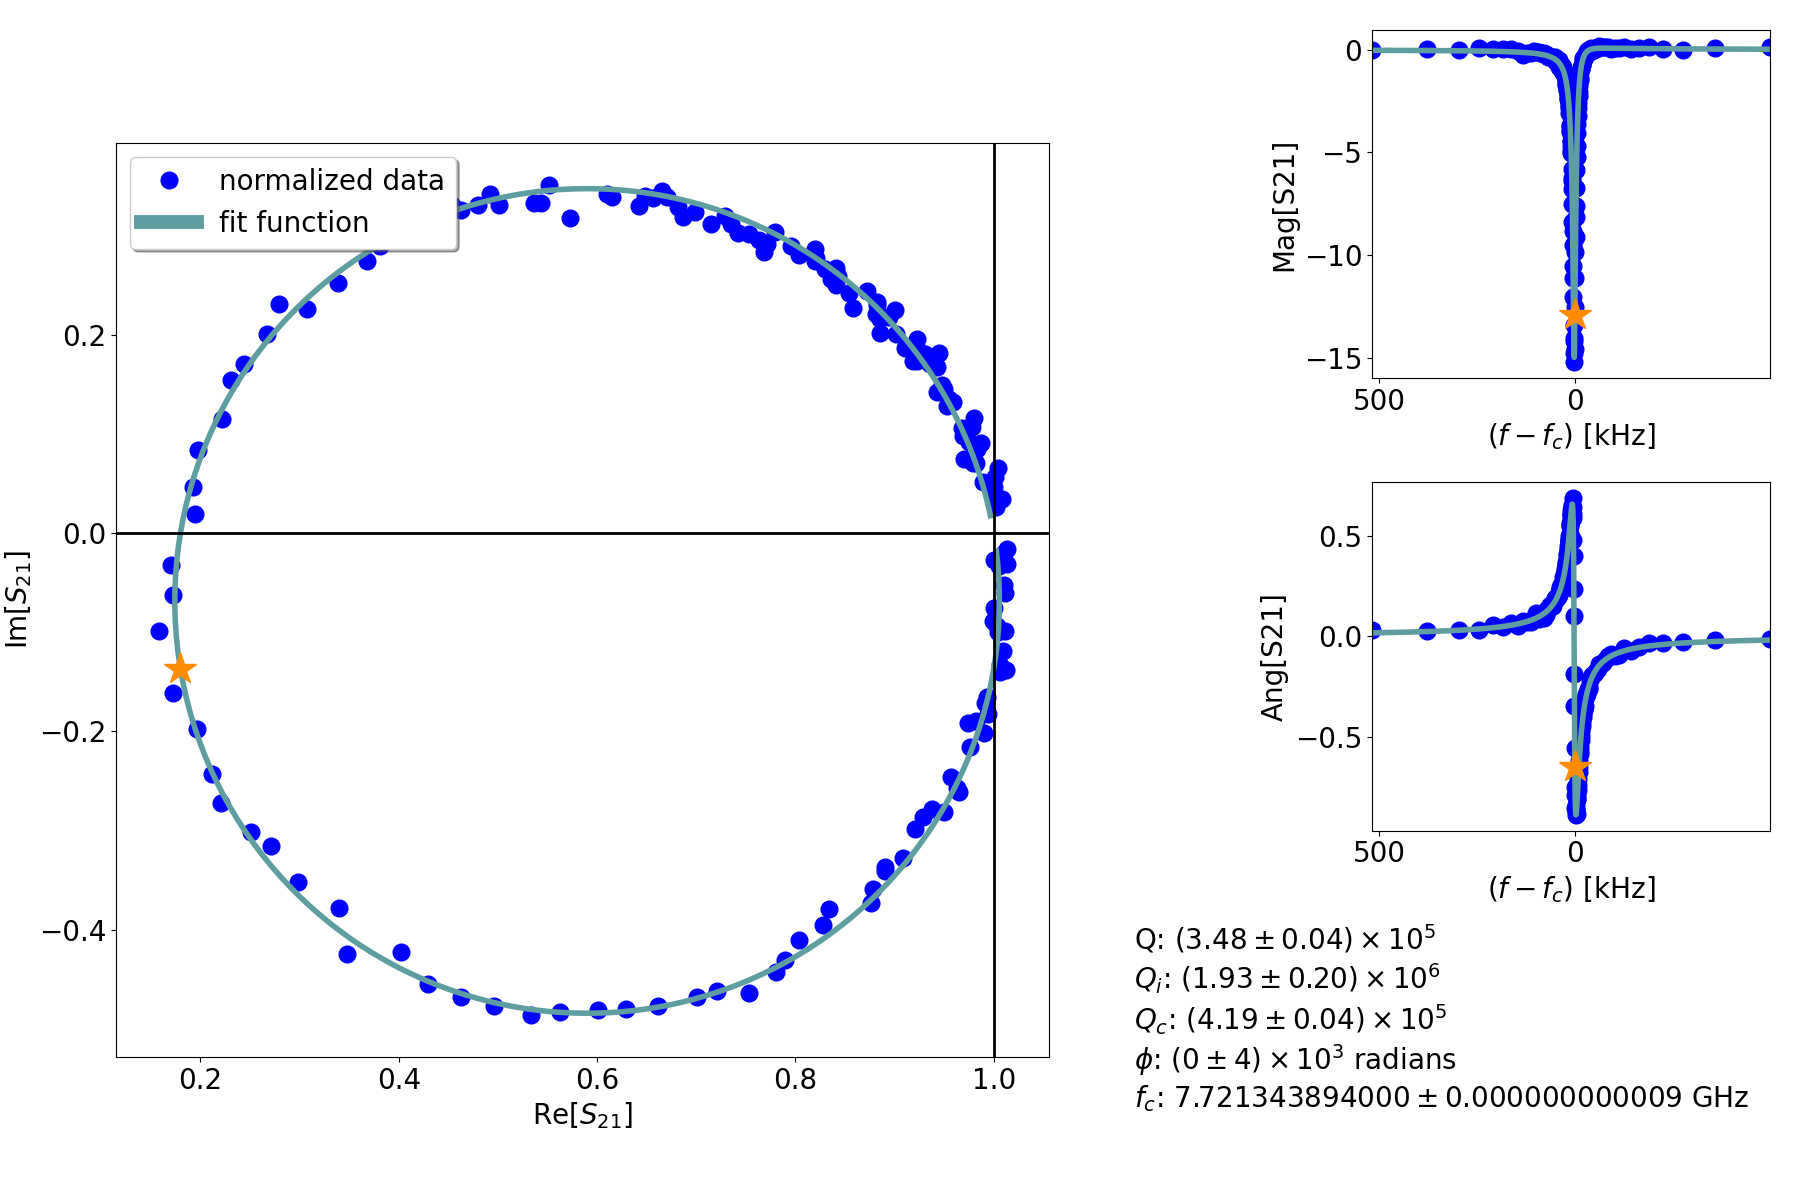 normalized data
fit function
0.2
0.0
−0.2
−0.4
Im[S21]
0.2 0.4 0.6 0.8 1.0
Re[S21]
0
−5
−10
−15
Mag[S21]
500 0
(f − fc) [kHz]
0.5
0.0
−0.5
Ang[S21]
500 0
(f − fc) [kHz]
Q: (3.48 ± 0.04) × 10^5
Qi: (1.93 ± 0.20) × 10^6
Qc: (4.19 ± 0.04) × 10^5
ϕ: (0 ± 4) × 10^3 radians
fc: 7.721343894000 ± 0.000000000009 GHz